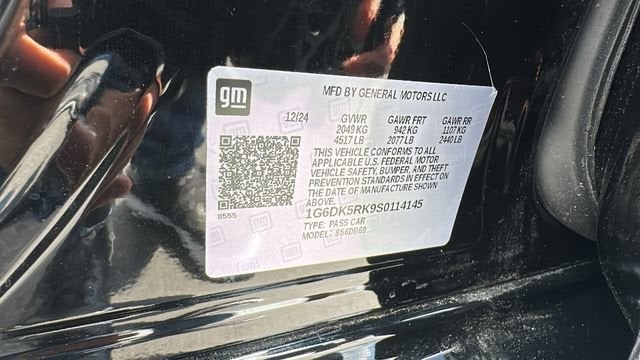 gm
MFD BY GENERAL MOTORS LLC
12/24 GVWR GAWR FRT GAWR RR
2049 KG 942 KG 1107 KG
4517 LB 2077 LB 2440 LB
THIS VEHICLE CONFORMS TO ALL
APPLICABLE U.S. FEDERAL MOTOR
VEHICLE SAFETY, BUMPER, AND THEFT
PREVENTION STANDARDS IN EFFECT ON
THE DATE OF MANUFACTURE SHOWN
ABOVE.
8555
1G6DK5RK9S0114145
TYPE: PASS CAR
MODEL: 956DB69